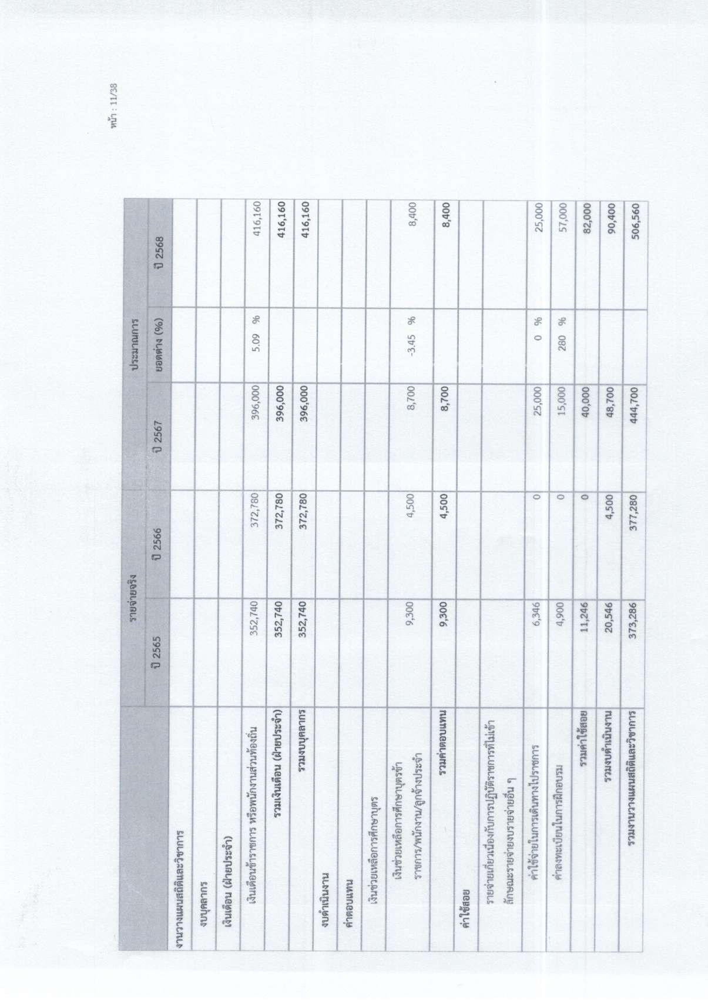 หน้า : 11/38
รายจ่ายจริง ประมาณการ
ปี 2565 ปี 2566 ปี 2567 ยอดต่าง (%) ปี 2568
งานวางแผนสถิติและวิชาการ
งบบุคลากร
เงินเดือน (ฝ่ายประจำ)
เงินเดือนข้าราชการ หรือพนักงานส่วนท้องถิ่น 352,740 372,780 396,000 5.09 % 416,160
รวมเงินเดือน (ฝ่ายประจำ) 352,740 372,780 396,000 416,160
รวมงบบุคลากร 352,740 372,780 396,000 416,160
งบดำเนินงาน
ค่าตอบแทน
เงินช่วยเหลือการศึกษาบุตร
เงินช่วยเหลือการศึกษาบุตรข้า
ราชการ/พนักงาน/ลูกจ้างประจำ 9,300 4,500 8,700 -3.45 % 8,400
รวมค่าตอบแทน 9,300 4,500 8,700 8,400
ค่าใช้สอย
รายจ่ายเกี่ยวเนื่องกับการปฏิบัติราชการที่ไม่เข้า
ลักษณะรายจ่ายงบรายจ่ายอื่น ๆ
ค่าใช้จ่ายในการเดินทางไปราชการ 6,346 0 25,000 0 % 25,000
ค่าลงทะเบียนในการฝึกอบรม 4,900 0 15,000 280 % 57,000
รวมค่าใช้สอย 11,246 0 40,000 82,000
รวมงบดำเนินงาน 20,546 4,500 48,700 90,400
รวมงานวางแผนสถิติและวิชาการ 373,286 377,280 444,700 506,560